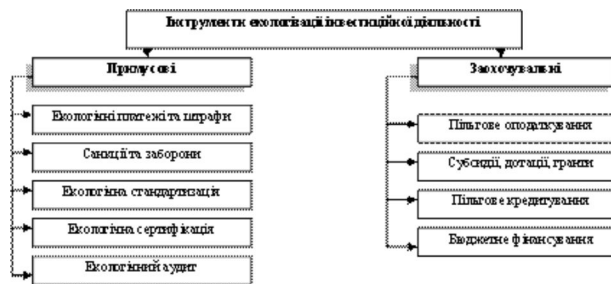 Інструменти екологізації інвестиційної діяльності
Примусові
Заохочувальні
Екологічні платежі та штрафи
Санкції та заборони
Екологічна стандартизація
Екологічна сертифікація
Екологічний аудит
Пільгове оподаткування
Субсидії, дотації, гранти
Пільгове кредитування
Бюджетне фінансування